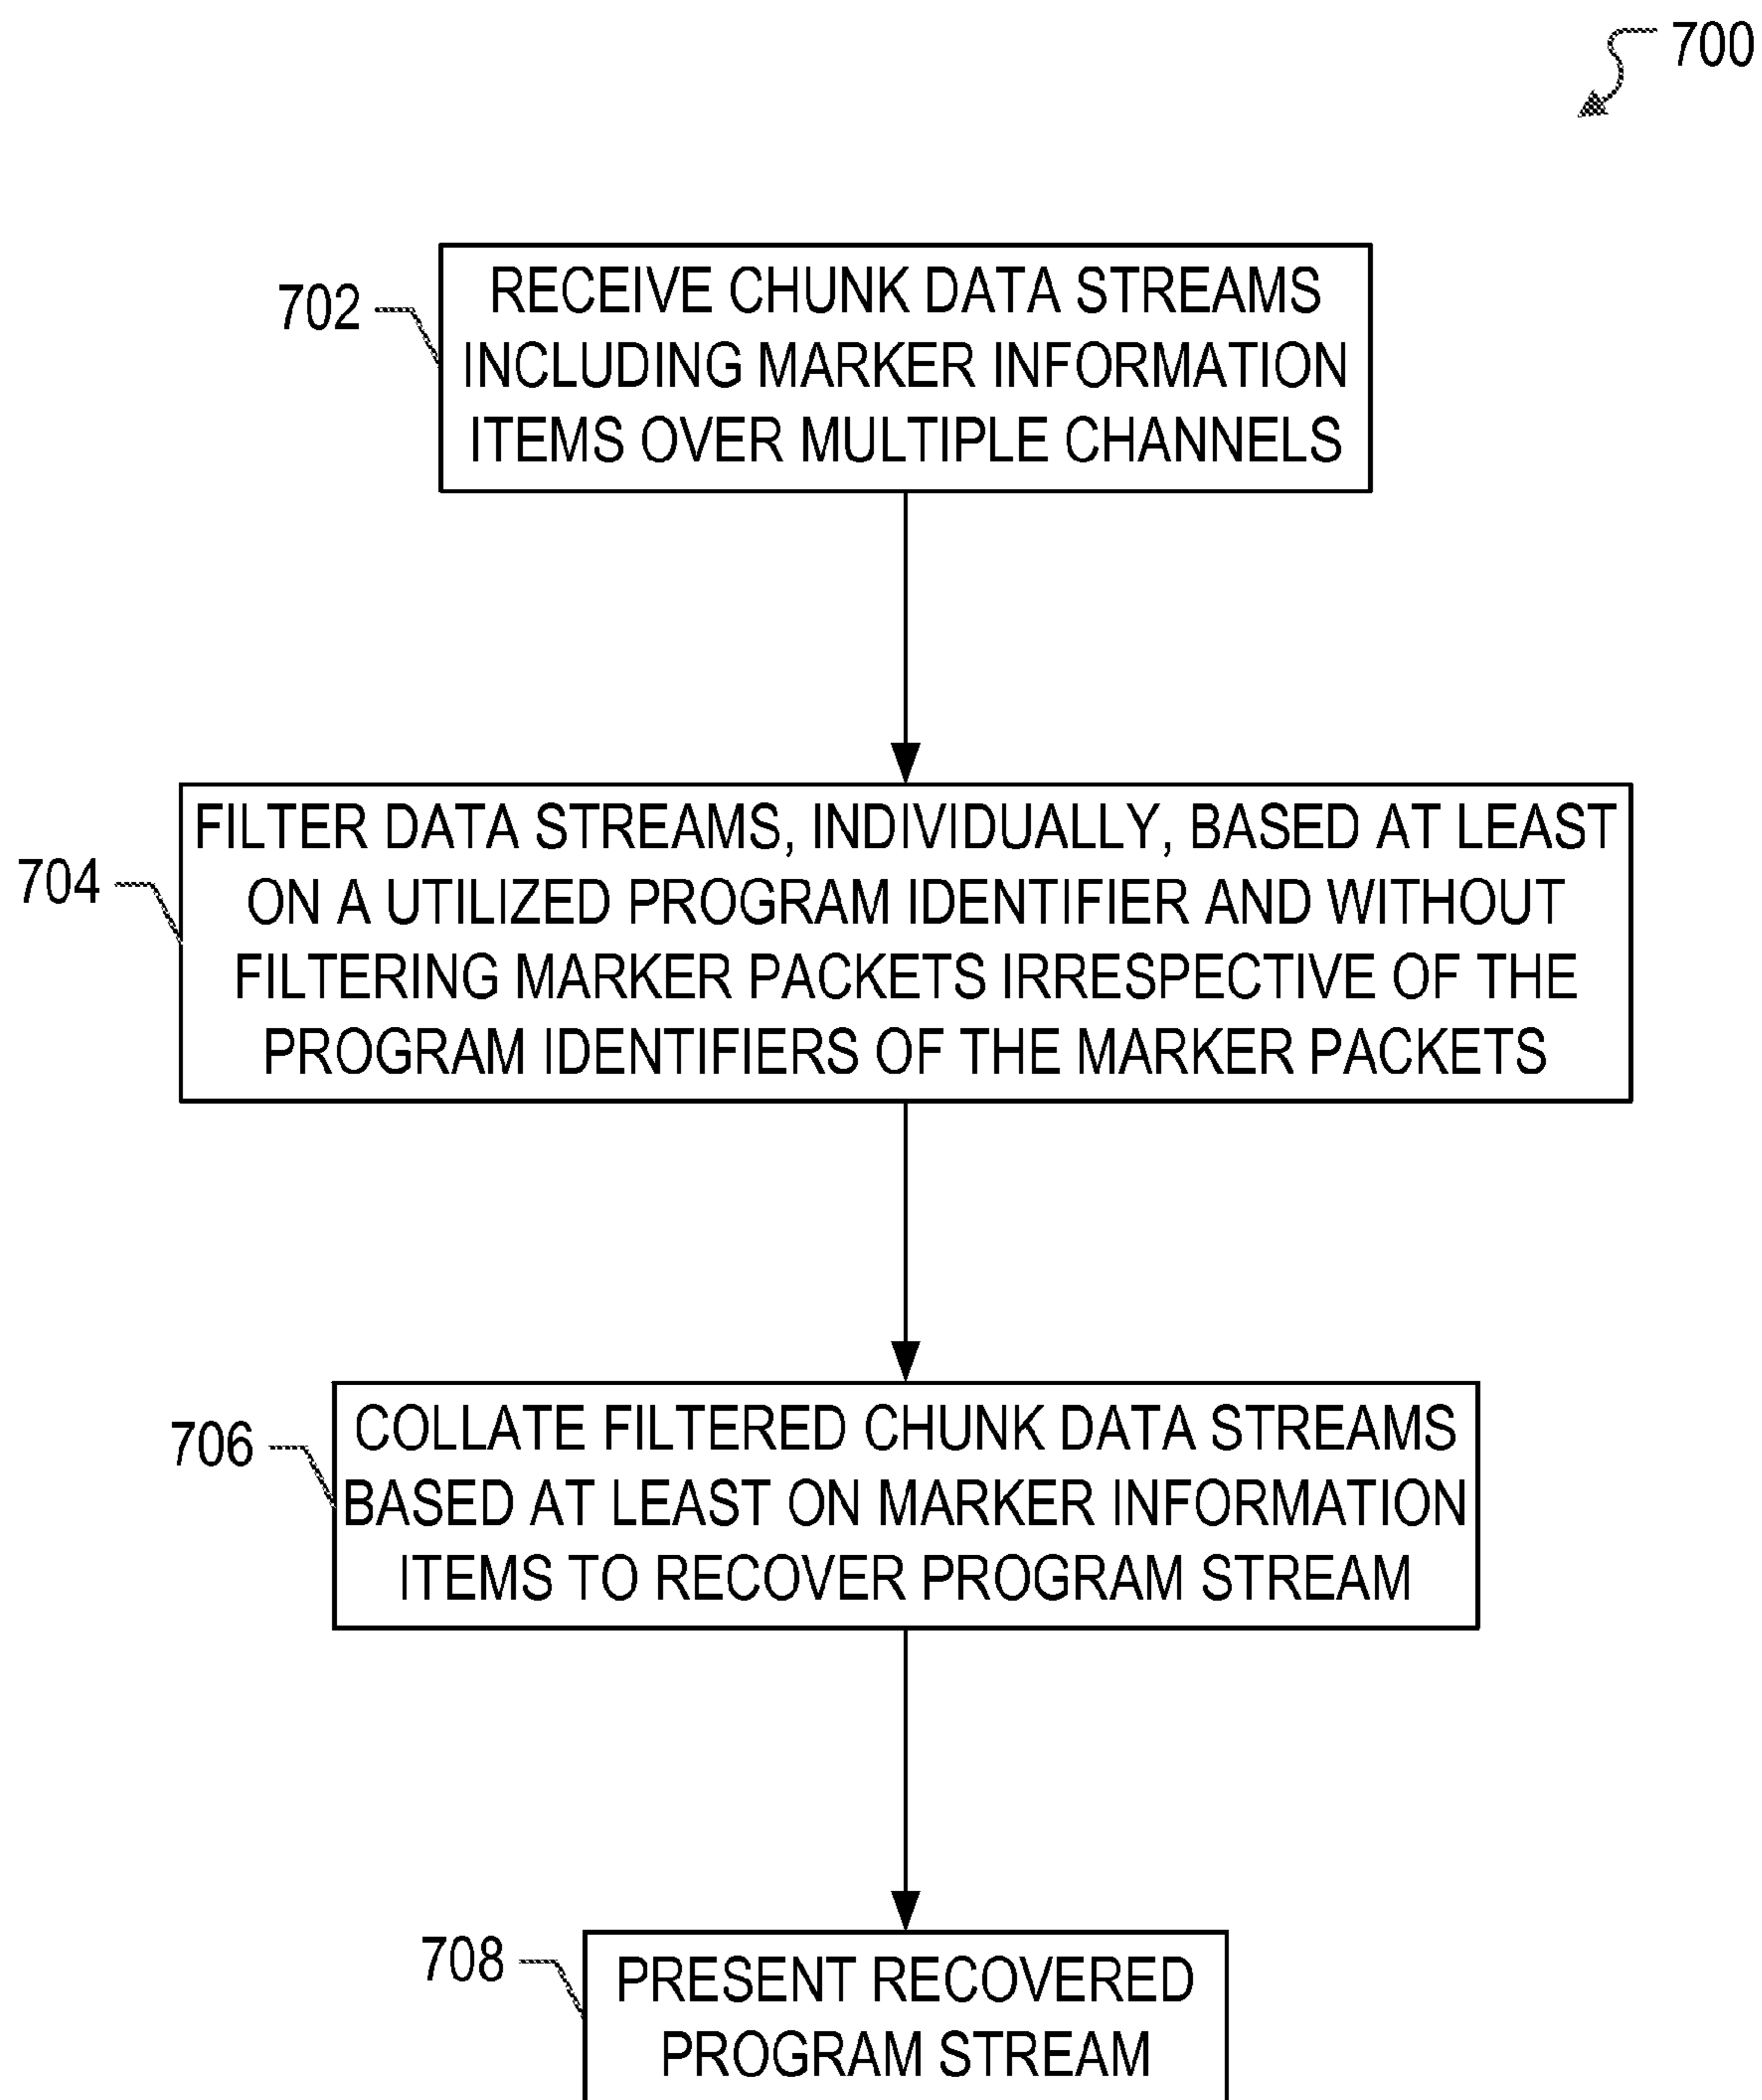 700
702
RECEIVE CHUNK DATA STREAMS
INCLUDING MARKER INFORMATION
ITEMS OVER MULTIPLE CHANNELS
704
FILTER DATA STREAMS, INDIVIDUALLY, BASED AT LEAST
ON A UTILIZED PROGRAM IDENTIFIER AND WITHOUT
FILTERING MARKER PACKETS IRRESPECTIVE OF THE
PROGRAM IDENTIFIERS OF THE MARKER PACKETS
706
COLLATE FILTERED CHUNK DATA STREAMS
BASED AT LEAST ON MARKER INFORMATION
ITEMS TO RECOVER PROGRAM STREAM
708
PRESENT RECOVERED
PROGRAM STREAM